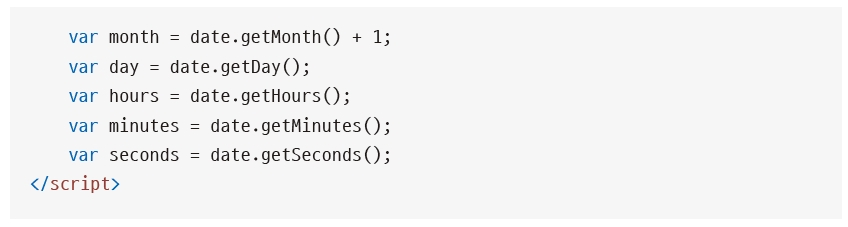 var month = date.getMonth() + 1;
var day = date.getDay();
var hours = date.getHours();
var minutes = date.getMinutes();
var seconds = date.getSeconds();
</script>